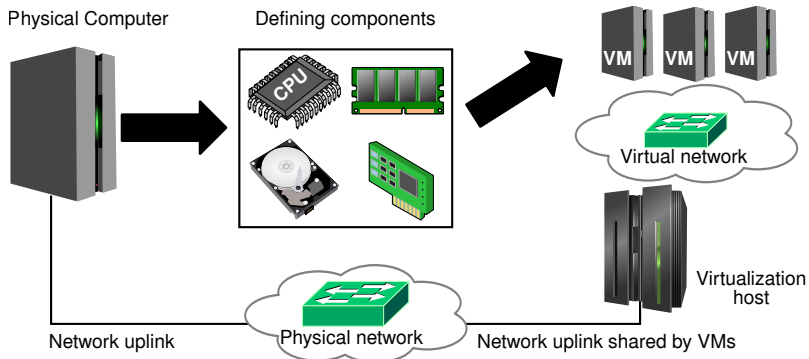 Physical Computer
Defining components
CPU
VM
VM
VM
Virtual network
Virtualization
host
Physical network
Network uplink
Network uplink shared by VMs